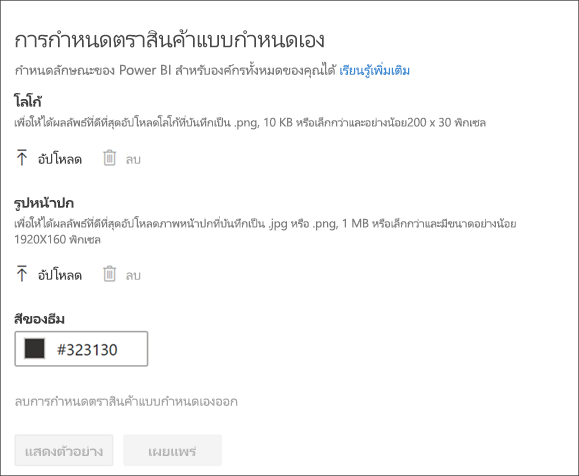 การกำหนดตราสินค้าแบบกำหนดเอง
กำหนดลักษณะของ Power BI สำหรับองค์กรทั้งหมดของคุณได้ เรียนรู้เพิ่มเติม
โลโก้
เพื่อให้ได้ผลลัพธ์ที่ดีที่สุดอัปโหลดโลโก้ที่บันทึกเป็น .png, 10 KB หรือเล็กกว่าและอย่างน้อย200 x 30 พิกเซล
อัปโหลด ลบ
รูปหน้าปก
เพื่อให้ได้ผลลัพธ์ที่ดีที่สุดอัปโหลดภาพหน้าปกที่บันทึกเป็น .jpg หรือ .png, 1 MB หรือเล็กกว่าและมีขนาดอย่างน้อย
1920X160 พิกเซล
อัปโหลด ลบ
สีของธีม
#323130
ลบการกำหนดตราสินค้าแบบกำหนดเองออก
แสดงตัวอย่าง เผยแพร่